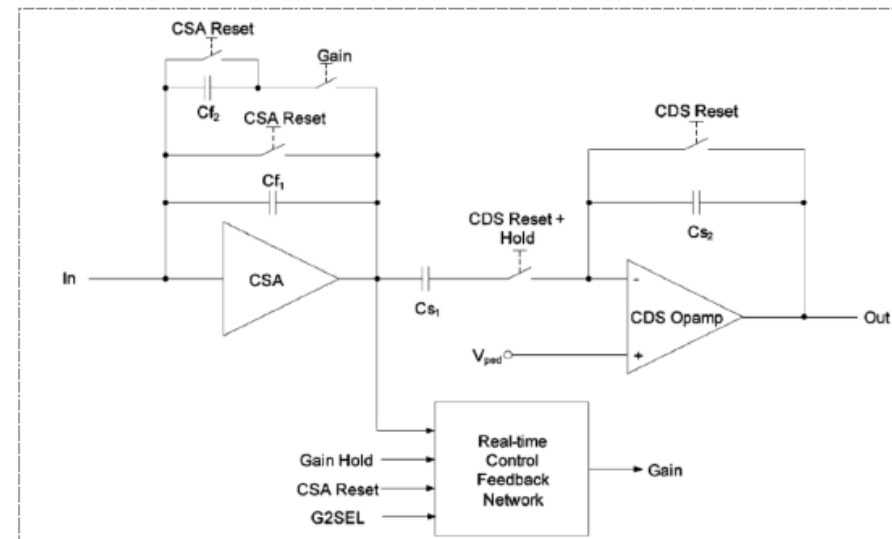 CSA Reset
Gain
Cf₂
CSA Reset
CDS Reset
Cf₁
CDS Reset +
Hold
Cs₂
In
CSA
Cs₁
-
CDS Opamp
Out
V_ped
+
Real-time
Control
Feedback
Network
Gain Hold
CSA Reset
G2SEL
Gain